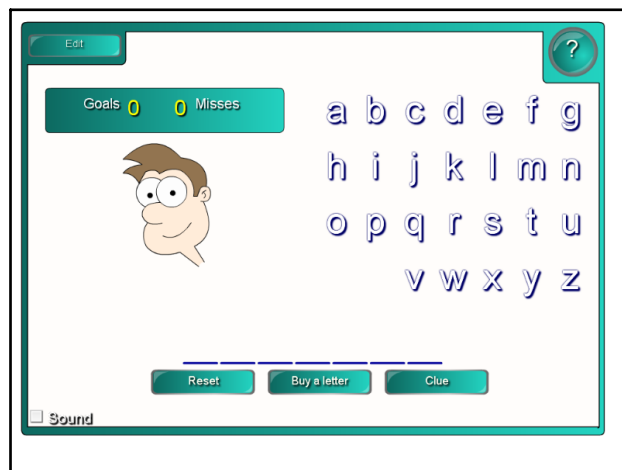 Edit
?
Goals 0 0 Misses
a b c d e f g
h i j k l m n
o p q r s t u
v w x y z
Reset Buy a letter Clue
Sound